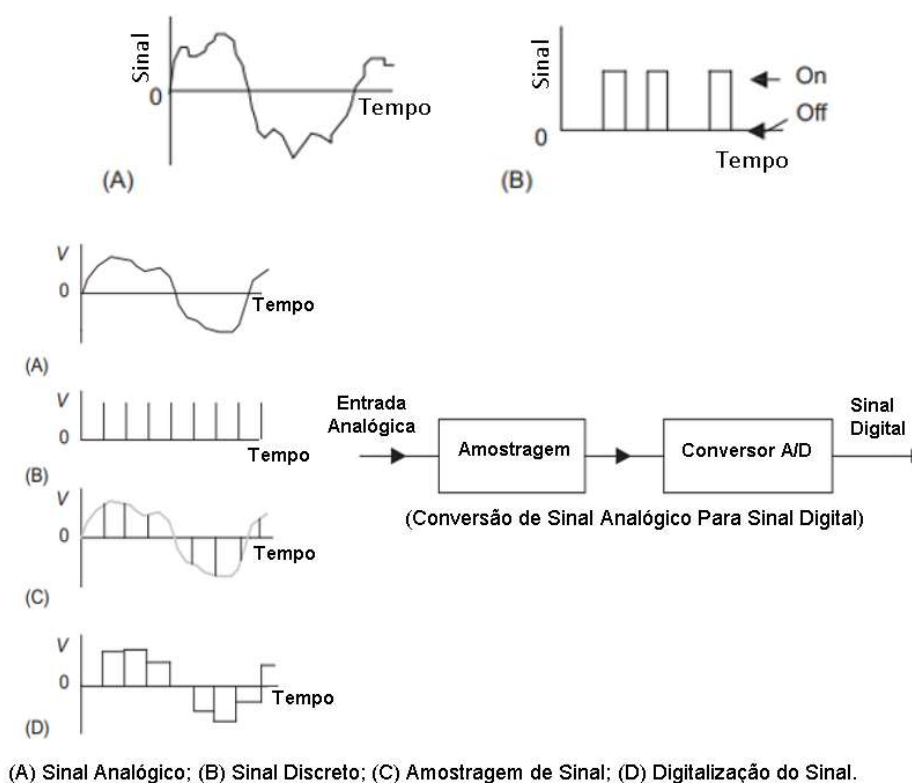 Sinal
0
Tempo
(A)
Sinal
On
Off
0
Tempo
(B)
V
0
Tempo
(A)
V
0
Tempo
(B)
V
0
Tempo
(C)
V
0
Tempo
(D)
Entrada
Analógica
Amostragem
Conversor A/D
Sinal
Digital
(Conversão de Sinal Analógico Para Sinal Digital)
(A) Sinal Analógico; (B) Sinal Discreto; (C) Amostragem de Sinal; (D) Digitalização do Sinal.